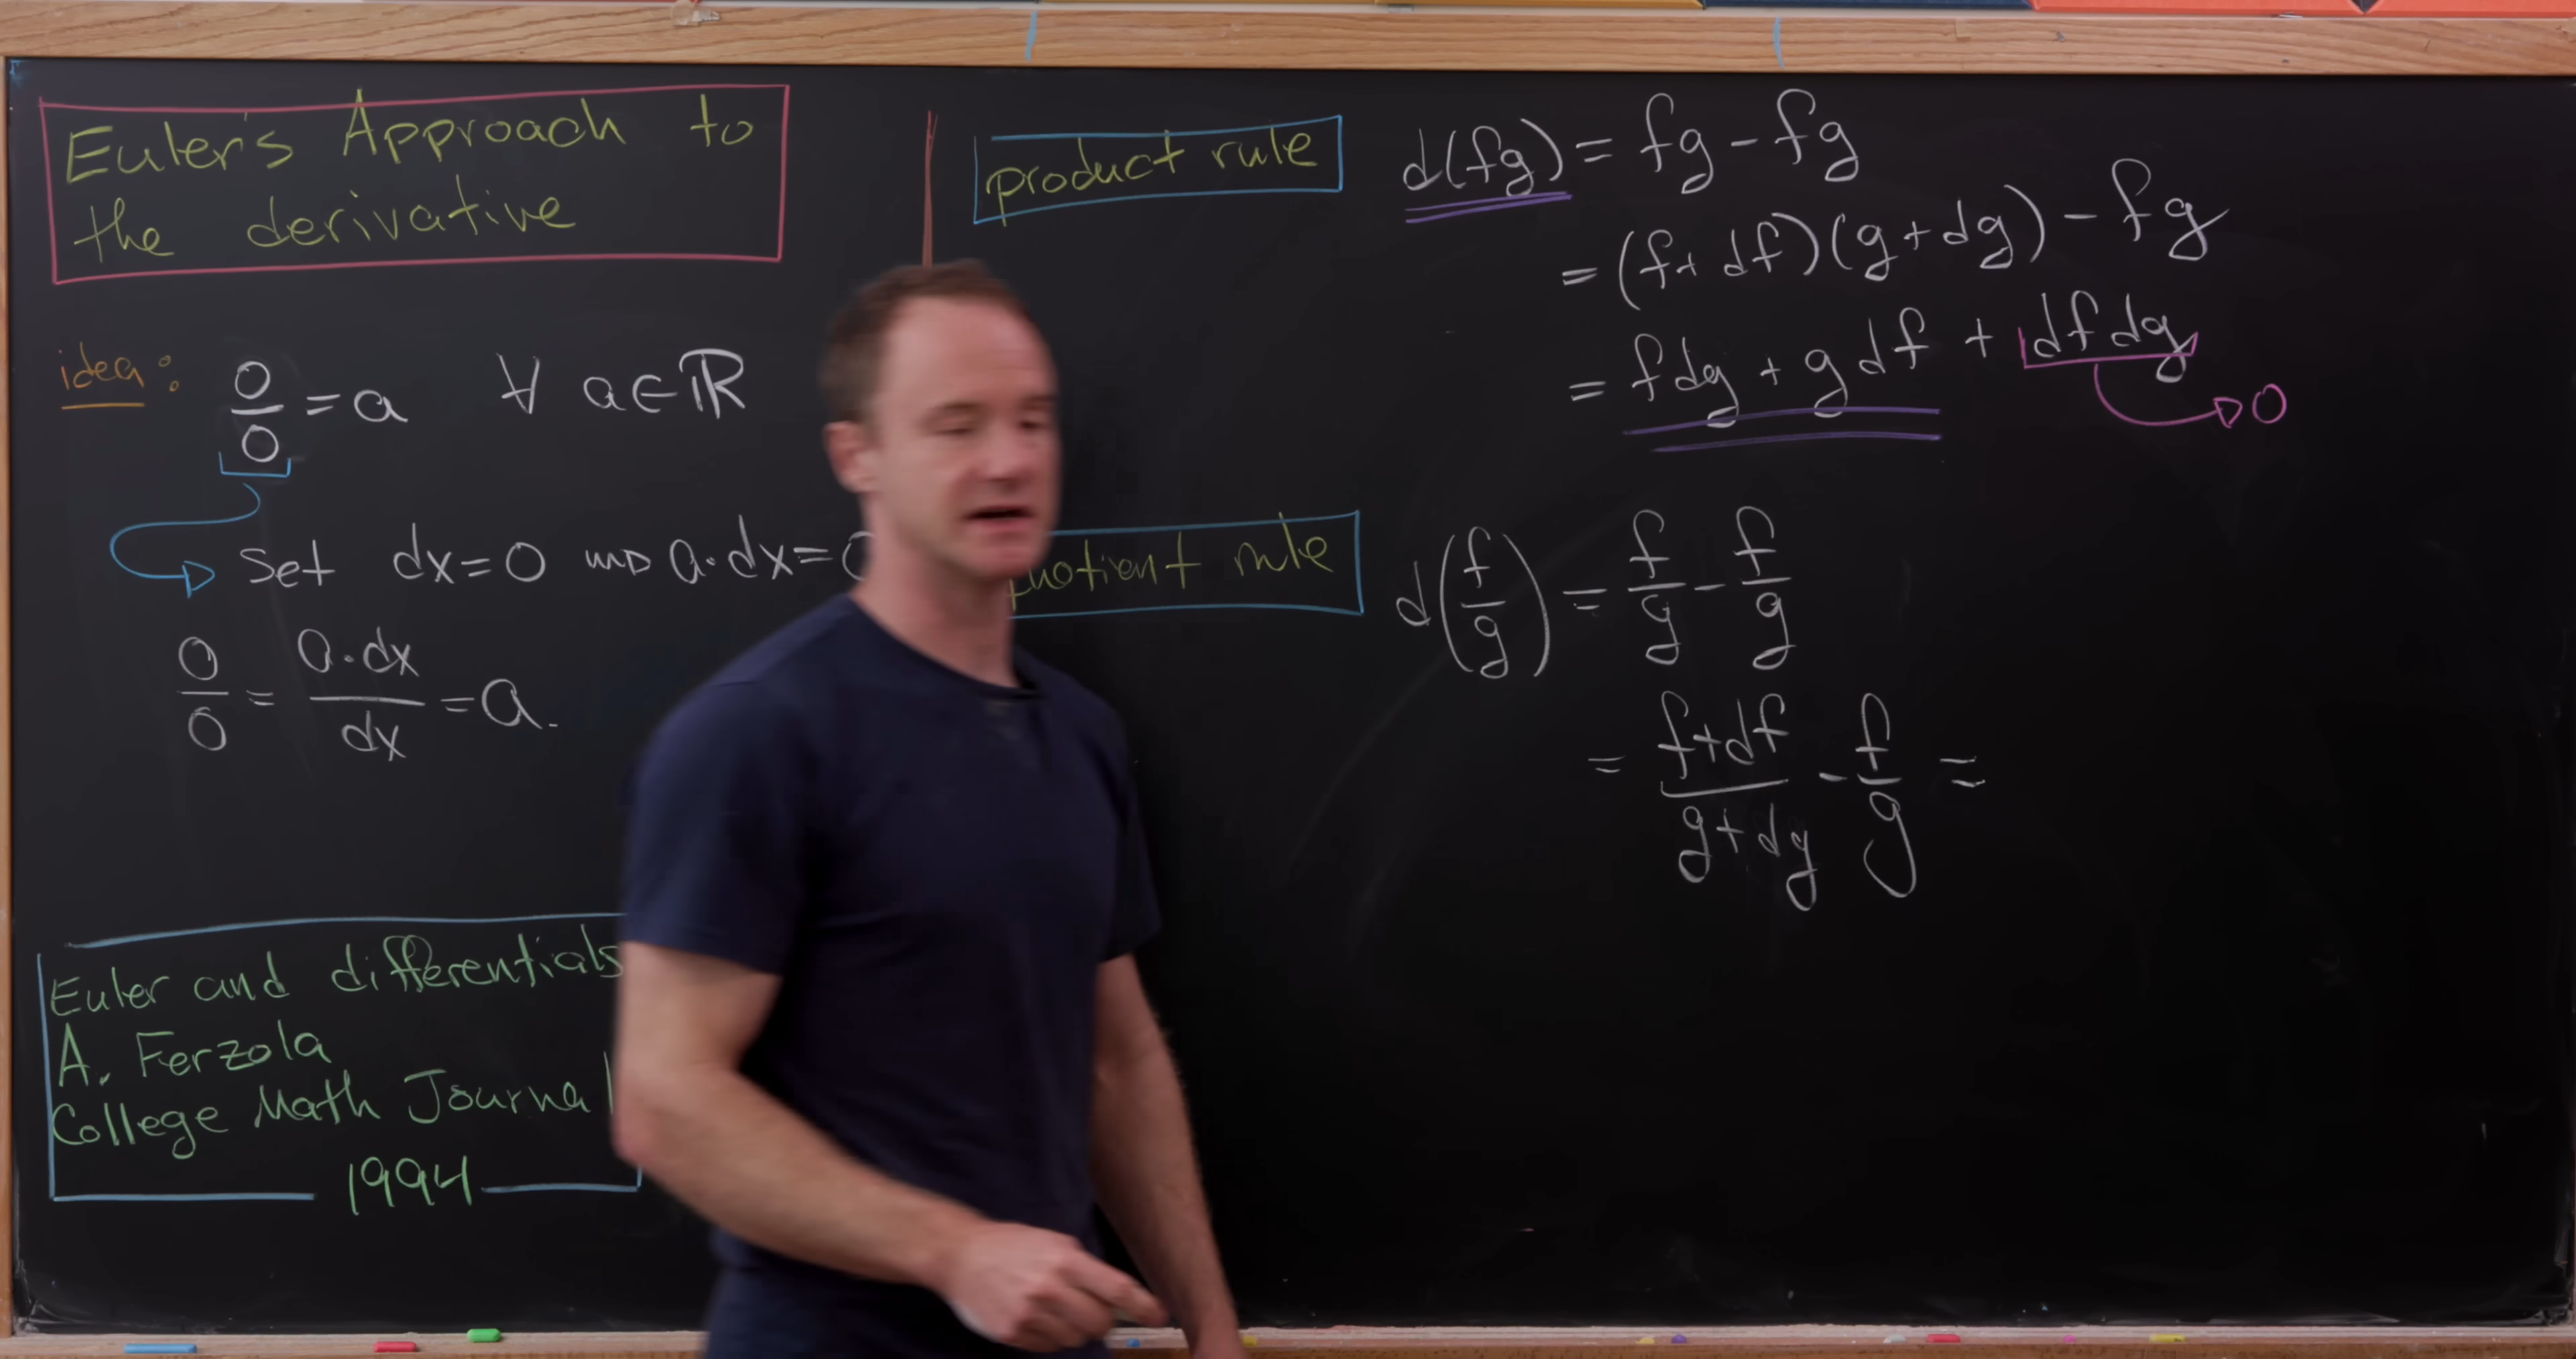 Euler's Approach to
the derivative
idea: 0/0 = a ∀ a∈ℝ
Set dx=0 ⇝ a·dx=0
0/0 = a·dx/dx = a.
Euler and differentials
A. Ferzola
College Math Journal
1994
product rule
d(fg) = fg - fg
= (f+df)(g+dg) - fg
= fdg + gdf + dfdg
→ 0
quotient rule
d(f/g) = f/g - f/g
= f+df/g+dg - f/g =